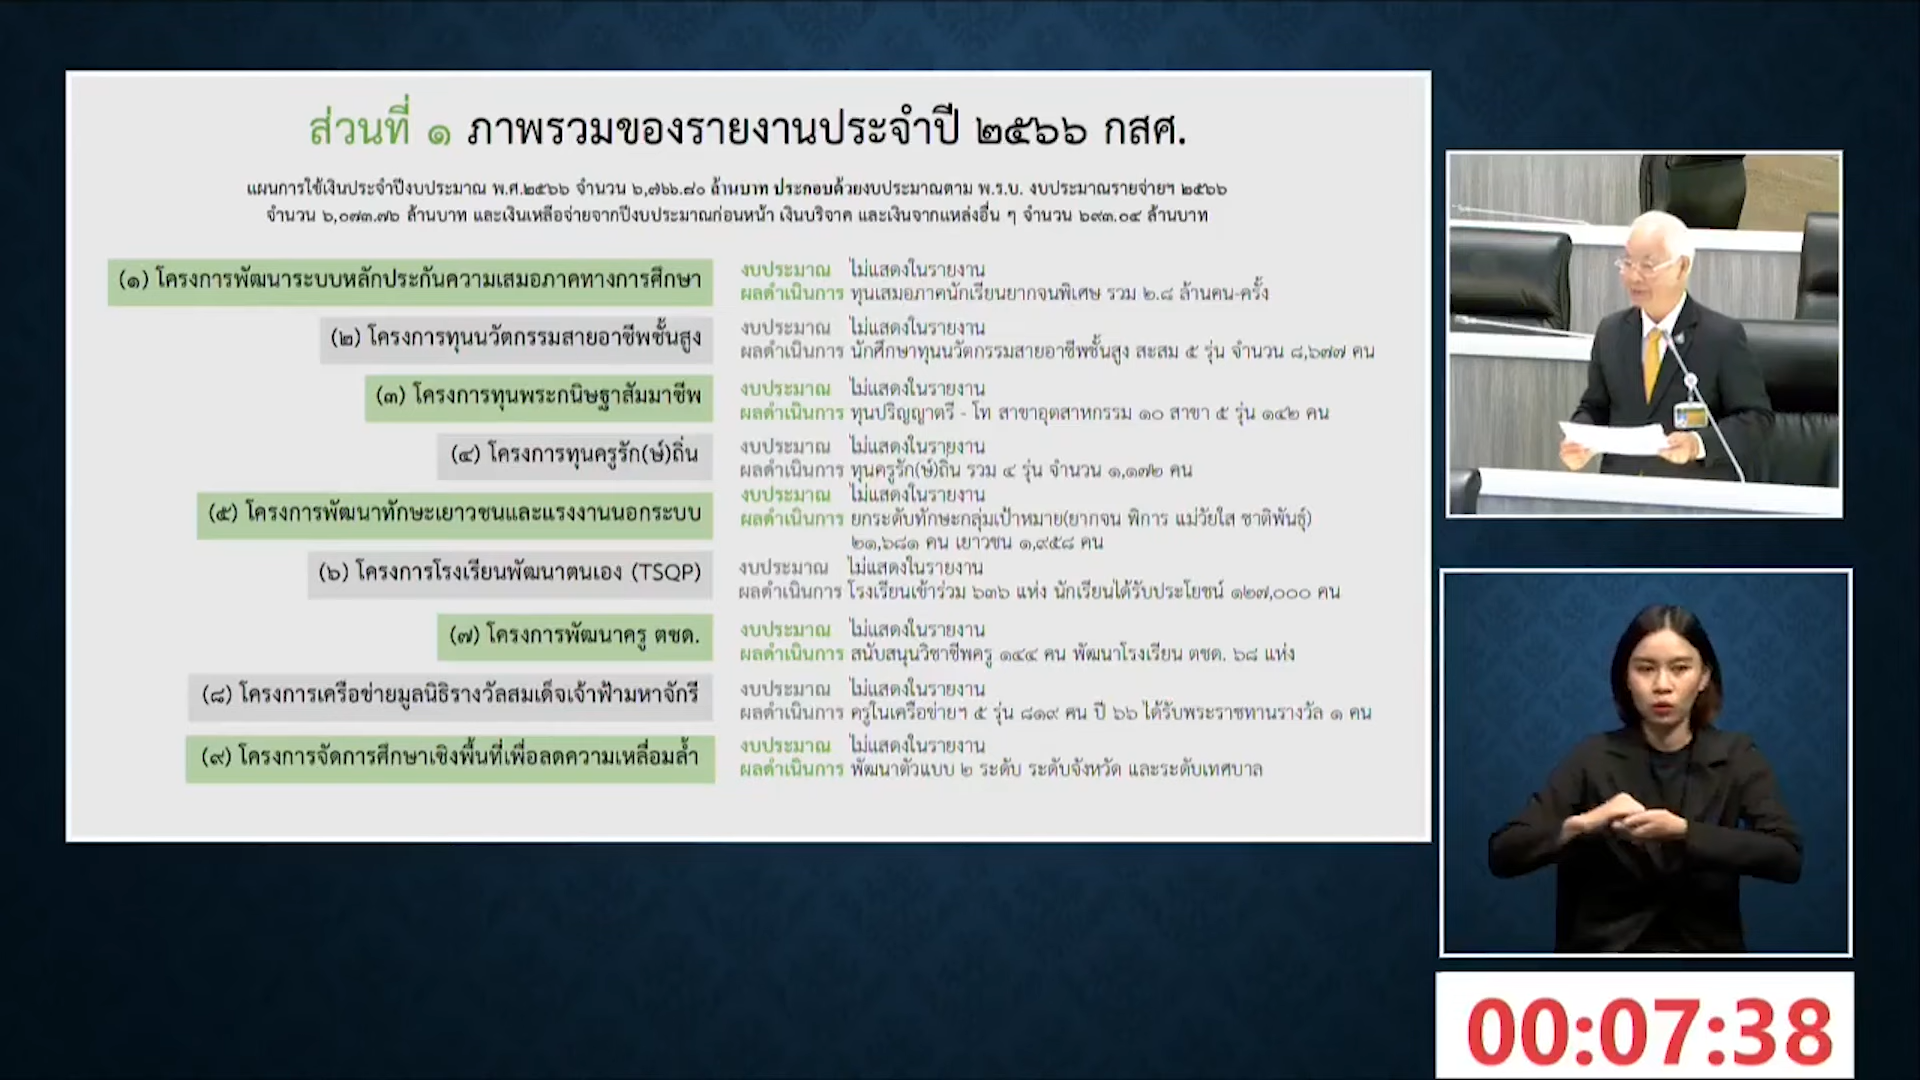 ส่วนที่ ๑ ภาพรวมของรายงานประจำปี ๒๕๖๖ กสศ.
แผนการใช้เงินประจำปีงบประมาณ พ.ศ.๒๕๖๖ จำนวน ๖,๗๖๖.๘๐ ล้านบาท ประกอบด้วยงบประมาณตาม พ.ร.บ. งบประมาณรายจ่ายฯ ๒๕๖๖
จำนวน ๖,๐๗๓.๗๖ ล้านบาท และเงินเหลือจ่ายจากปีงบประมาณก่อนหน้า เงินบริจาค และเงินจากแหล่งอื่น ๆ จำนวน ๖๙๓.๐๔ ล้านบาท
(๑) โครงการพัฒนาระบบหลักประกันความเสมอภาคทางการศึกษา
งบประมาณ ไม่แสดงในรายงาน
ผลดำเนินการ ทุนเสมอภาคนักเรียนยากจนพิเศษ รวม ๒.๘ ล้านคน-ครั้ง
(๒) โครงการทุนนวัตกรรมสายอาชีพชั้นสูง
งบประมาณ ไม่แสดงในรายงาน
ผลดำเนินการ นักศึกษาทุนนวัตกรรมสายอาชีพชั้นสูง สะสม ๕ รุ่น จำนวน ๘,๖๗๗ คน
(๓) โครงการทุนพระกนิษฐาสัมมาชีพ
งบประมาณ ไม่แสดงในรายงาน
ผลดำเนินการ ทุนปริญญาตรี - โท สาขาอุตสาหกรรม ๑๐ สาขา ๕ รุ่น ๑๔๒ คน
(๔) โครงการทุนครูรัก(ษ์)ถิ่น
งบประมาณ ไม่แสดงในรายงาน
ผลดำเนินการ ทุนครูรัก(ษ์)ถิ่น รวม ๔ รุ่น จำนวน ๑,๑๗๒ คน
(๕) โครงการพัฒนาทักษะเยาวชนและแรงงานนอกระบบ
งบประมาณ ไม่แสดงในรายงาน
ผลดำเนินการ ยกระดับทักษะกลุ่มเป้าหมาย(ยากจน พิการ แม่วัยใส ชาติพันธุ์)
๒๑,๖๘๑ คน เยาวชน ๑,๙๕๘ คน
(๖) โครงการโรงเรียนพัฒนาตนเอง (TSQP)
งบประมาณ ไม่แสดงในรายงาน
ผลดำเนินการ โรงเรียนเข้าร่วม ๖๓๖ แห่ง นักเรียนได้รับประโยชน์ ๑๒๗,๐๐๐ คน
(๗) โครงการพัฒนาครู ตชด.
งบประมาณ ไม่แสดงในรายงาน
ผลดำเนินการ สนับสนุนวิชาชีพครู ๑๔๔ คน พัฒนาโรงเรียน ตชด. ๖๘ แห่ง
(๘) โครงการเครือข่ายมูลนิธิรางวัลสมเด็จเจ้าฟ้ามหาจักรี
งบประมาณ ไม่แสดงในรายงาน
ผลดำเนินการ ครูในเครือข่ายฯ ๕ รุ่น ๘๑๙ คน ปี ๖๖ ได้รับพระราชทานรางวัล ๑ คน
(๙) โครงการจัดการศึกษาเชิงพื้นที่เพื่อลดความเหลื่อมล้ำ
งบประมาณ ไม่แสดงในรายงาน
ผลดำเนินการ พัฒนาตัวแบบ ๒ ระดับ ระดับจังหวัด และระดับเทศบาล
00:07:38